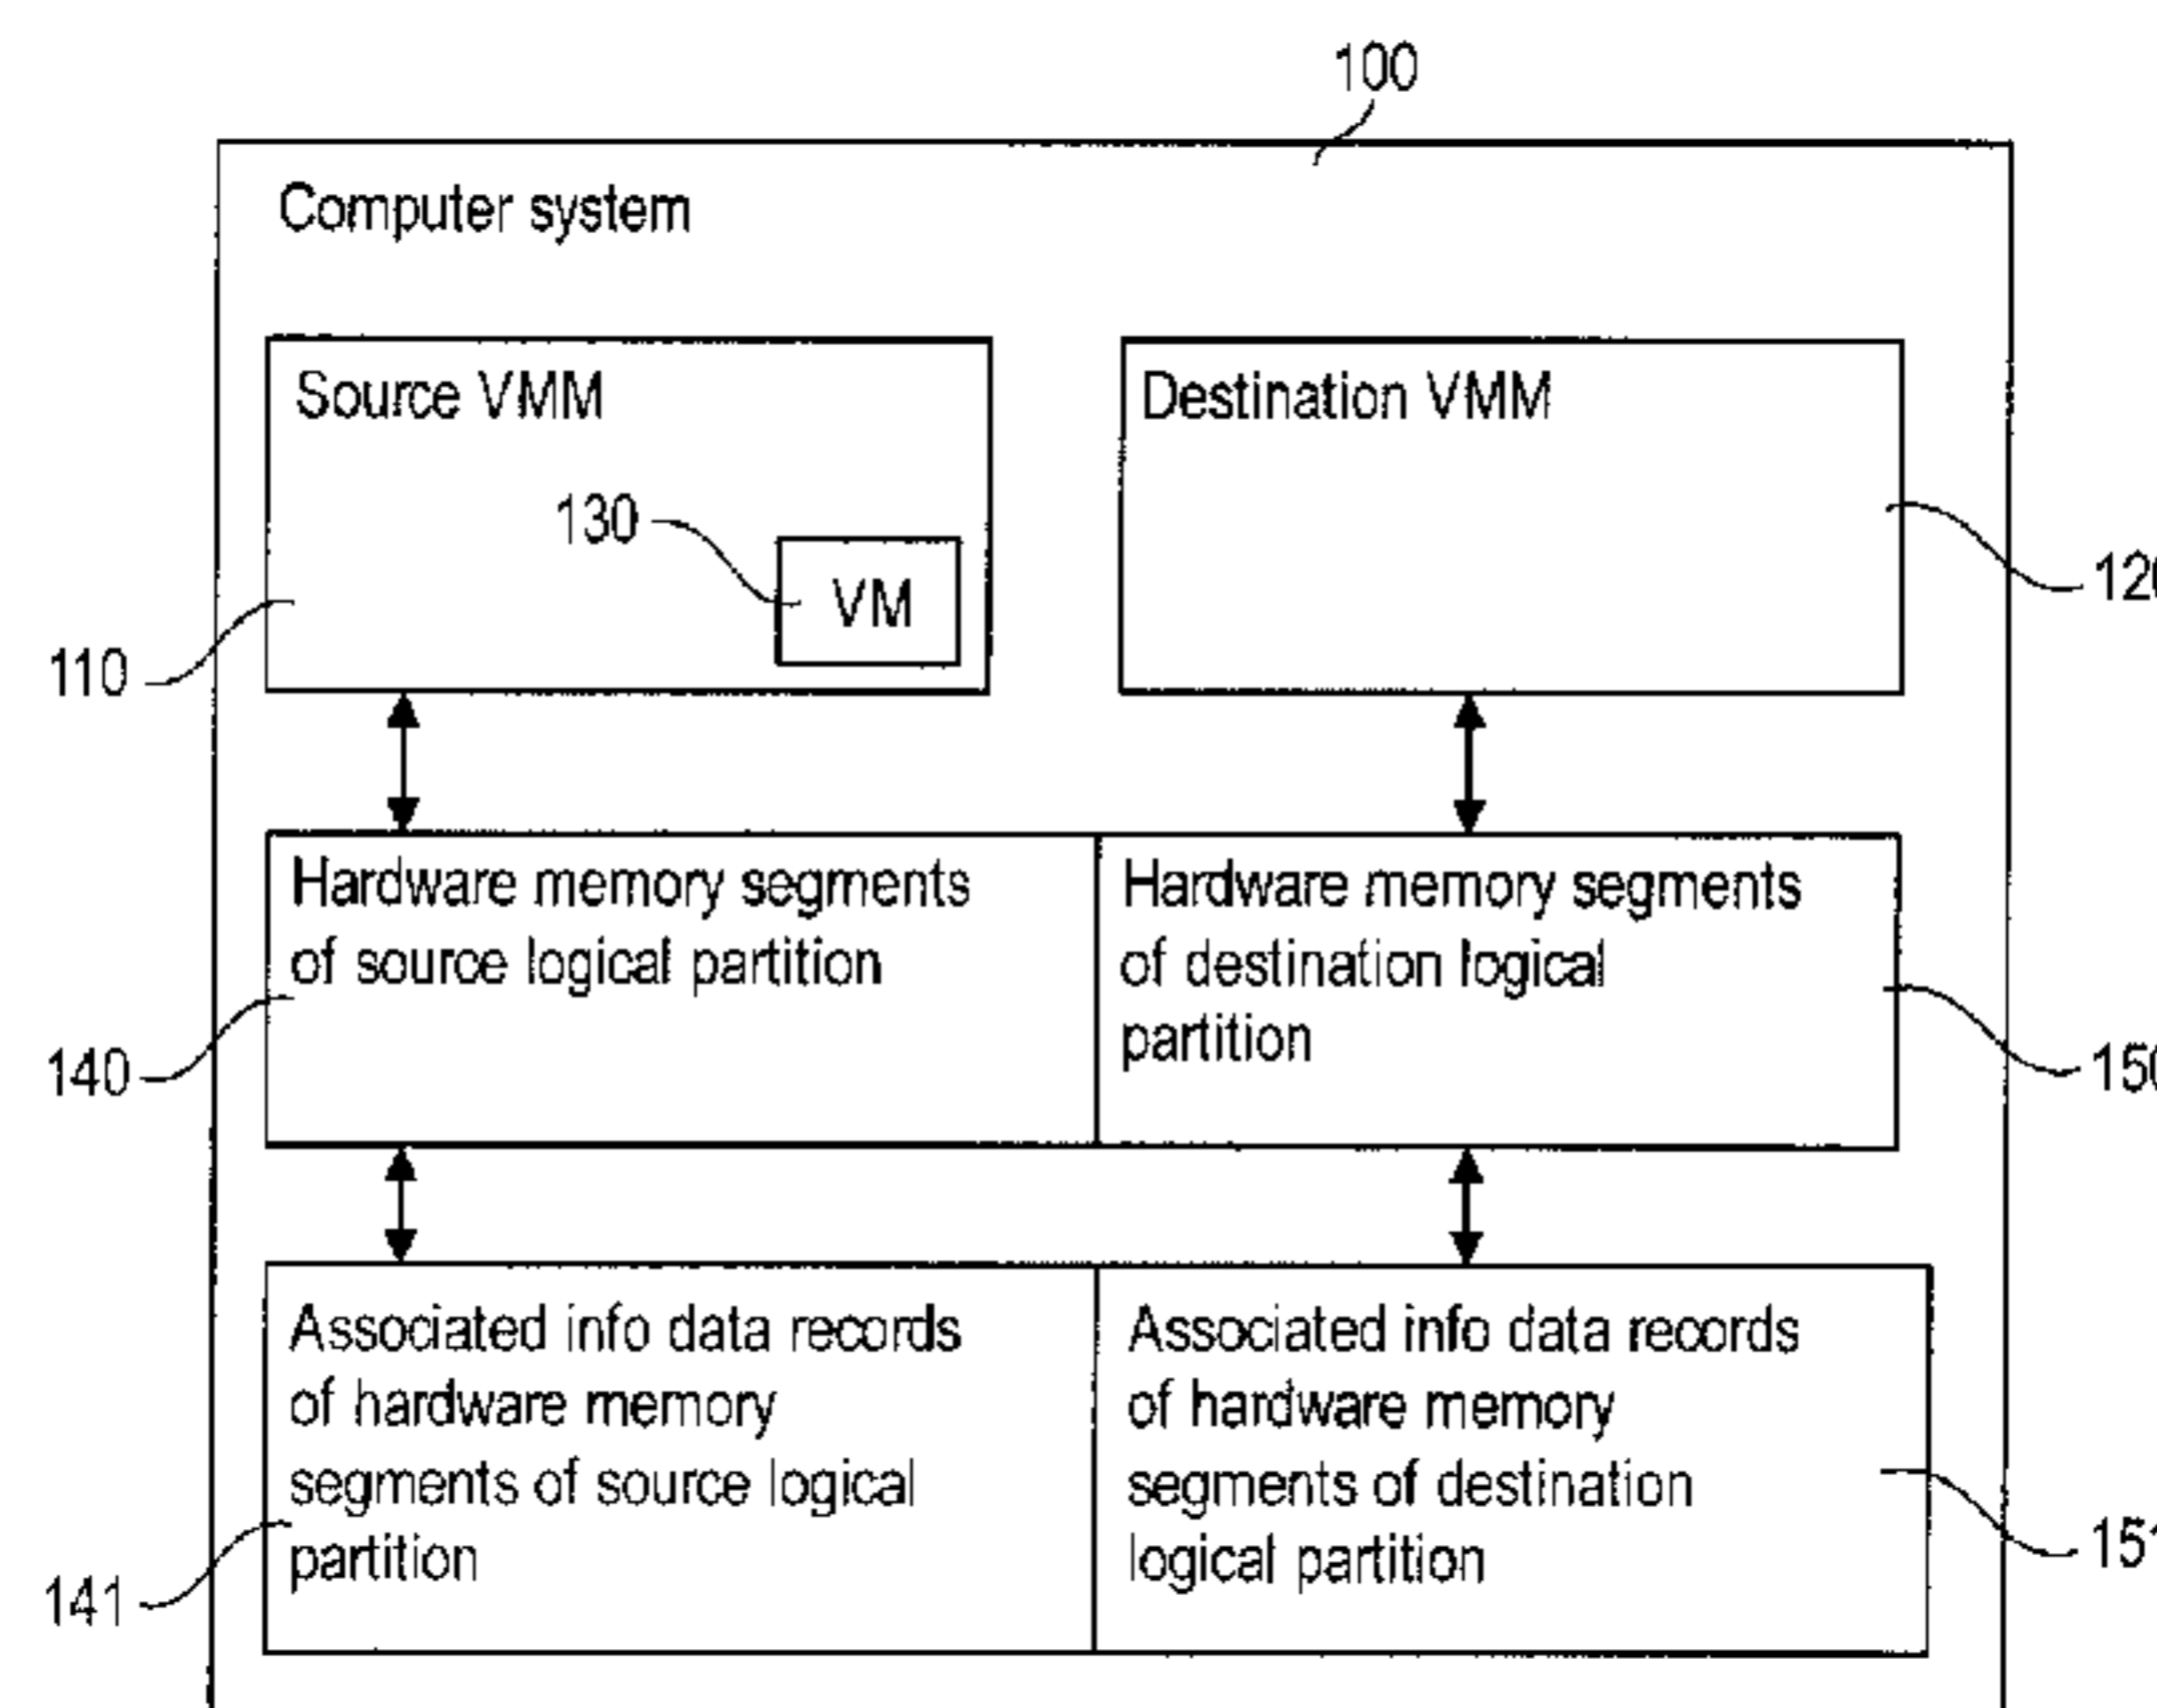 100
Computer system
Source VMM
Destination VMM
130
VM
110
Hardware memory segments
of source logical partition
Hardware memory segments
of destination logical
partition
140
Associated info data records
of hardware memory
segments of source logical
partition
Associated info data records
of hardware memory
segments of destination
logical partition
141